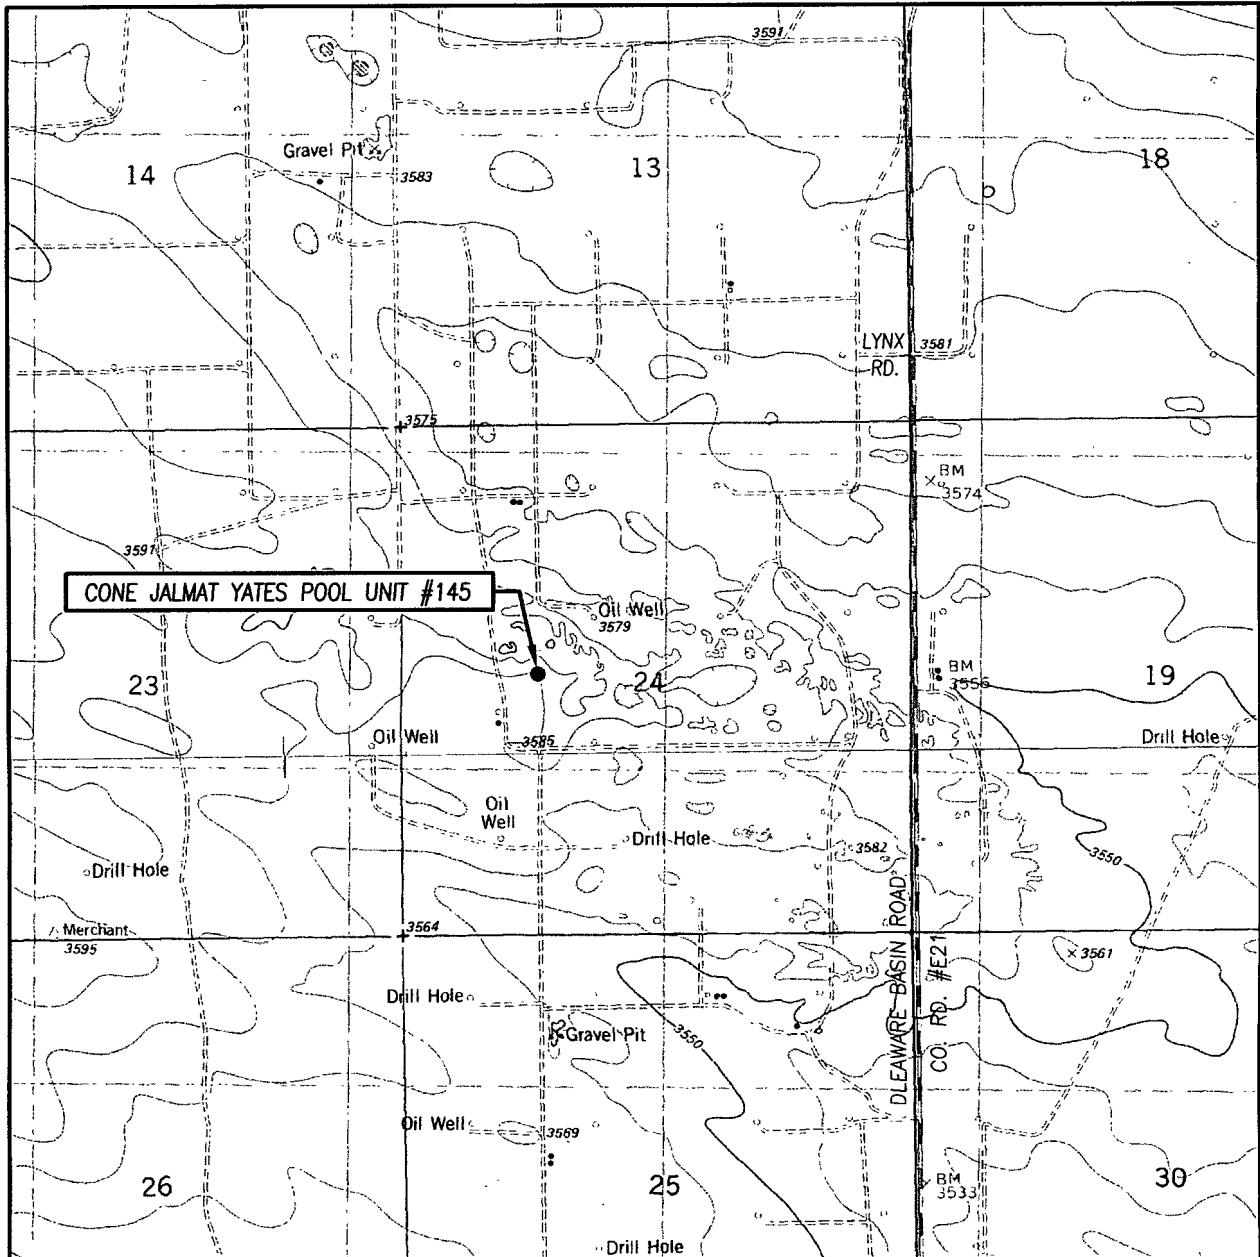 3591
Gravel Pit
14
13
18
3583
LYNX
RD.
3581
3575
BM
3574
3591
CONE JALMAT YATES POOL UNIT #145
Oil Well
3579
23
24
BM
3556
19
Oil Well
3585
Drill Hole
Oil
Well
Drill Hole
3582
3550
Drill Hole
DLEAWARE BASIN ROAD
CO. RD. #E21
Merchant
3595
3564
3561
Drill Hole
Gravel Pit
3550
Oil Well
3569
26
25
BM
3533
30
Drill Hole